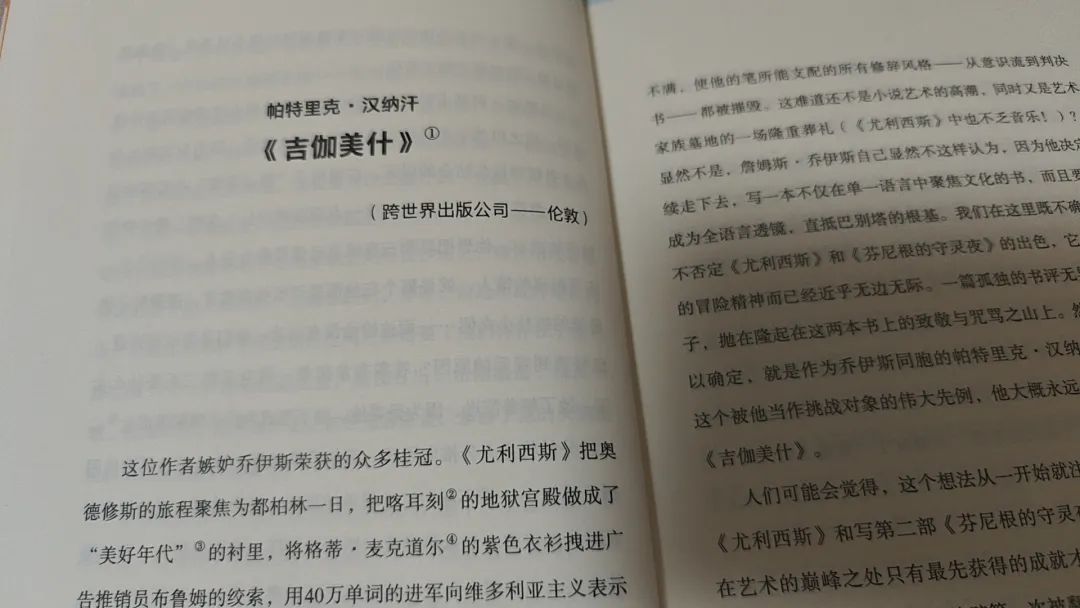 帕特里克·汉纳汗
《吉伽美什》①
（跨世界出版公司——伦敦）
这位作者嫉妒乔伊斯荣获的众多桂冠。《尤利西斯》把奥
德修斯的旅程聚焦为都柏林一日，把喀耳刻②的地狱宫殿做成了
“美好年代”③的衬里，将格蒂·麦克道尔④的紫色衣衫拽进广
告推销员布鲁姆的绞索，用40万单词的进军向维多利亚主义表示
不满，使他的笔所能支配的所有修辞风格——从意识流到判决
书——都被摧毁。这难道还不是小说艺术的高潮，同时又是艺术
家族墓地的一场隆重葬礼（《尤利西斯》中也不乏音乐！）？
显然不是，詹姆斯·乔伊斯自己显然不这样认为，因为他决定
续走下去，写一本不仅在单一语言中聚焦文化的书，而且要
成为全语言透镜，直抵巴别塔的根基。我们在这里既不确
不否定《尤利西斯》和《芬尼根的守灵夜》的出色，它
的冒险精神而已经近乎无边无际。一篇孤独的书评无
子，抛在隆起在这两本书上的致敬与咒骂之山上。然
以确定，就是作为乔伊斯同胞的帕特里克·汉纳
这个被他当作挑战对象的伟大先例，他大概永远
《吉伽美什》。
人们可能会觉得，这个想法从一开始就注
《尤利西斯》和写第二部《芬尼根的守灵夜
在艺术的巅峰之处只有最先获得的成就才